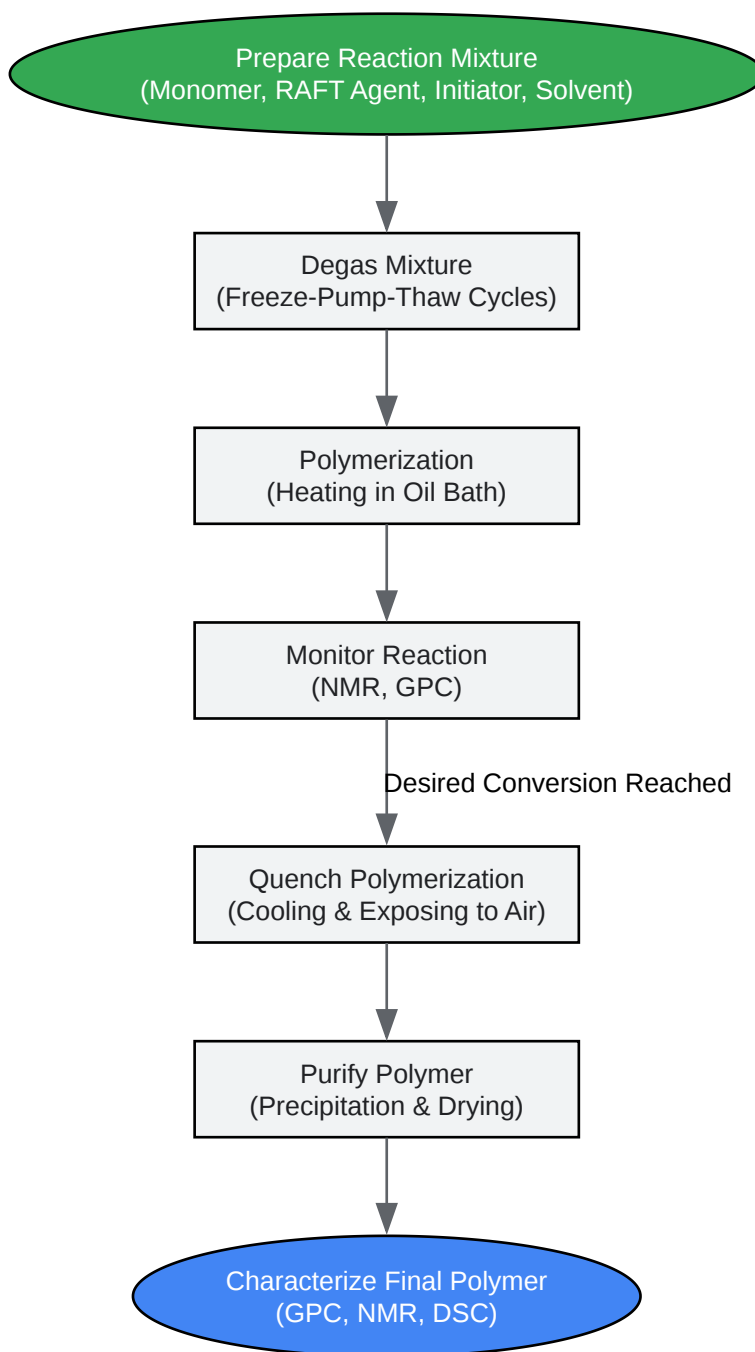 Prepare Reaction Mixture
(Monomer, RAFT Agent, Initiator, Solvent)
Degas Mixture
(Freeze-Pump-Thaw Cycles)
Polymerization
(Heating in Oil Bath)
Monitor Reaction
(NMR, GPC)
Desired Conversion Reached
Quench Polymerization
(Cooling & Exposing to Air)
Purify Polymer
(Precipitation & Drying)
Characterize Final Polymer
(GPC, NMR, DSC)